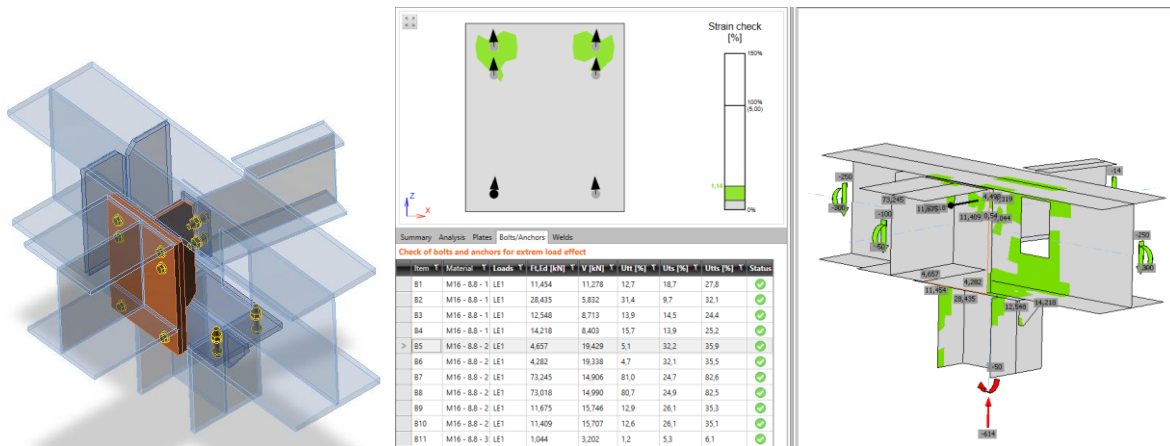 Strain check
[%]
150%
100%
(5,00)
1,14
0%
Z
X
Summary Analysis Plates Bolts/Anchors Welds
Check of bolts and anchors for extrem load effect
Item Material Loads Ft,Ed [kN] V [kN] Utt [%] Uts [%] Utts [%] Status
B1 M16 - 8.8 - 1 LE1 11,454 11,278 12,7 18,7 27,8
B2 M16 - 8.8 - 1 LE1 28,435 5,832 31,4 9,7 32,1
B3 M16 - 8.8 - 1 LE1 12,548 8,713 13,9 14,5 24,4
B4 M16 - 8.8 - 1 LE1 14,218 8,403 15,7 13,9 25,2
> B5 M16 - 8.8 - 2 LE1 4,657 19,429 5,1 32,2 35,9
B6 M16 - 8.8 - 2 LE1 4,282 19,338 4,7 32,1 35,5
B7 M16 - 8.8 - 2 LE1 73,245 14,906 81,0 24,7 82,6
B8 M16 - 8.8 - 2 LE1 73,018 14,990 80,7 24,9 82,5
B9 M16 - 8.8 - 2 LE1 11,675 15,746 12,9 26,1 35,3
B10 M16 - 8.8 - 2 LE1 11,409 15,707 12,6 26,1 35,1
B11 M16 - 8.8 - 3 LE1 1,044 3,202 1,2 5,3 6,1
-14
-250
73,245
-300
11,675
-100
11,409
-50
-250
300
4,657
4,282
11,454
28,435
12,548
14,218
-50
-614